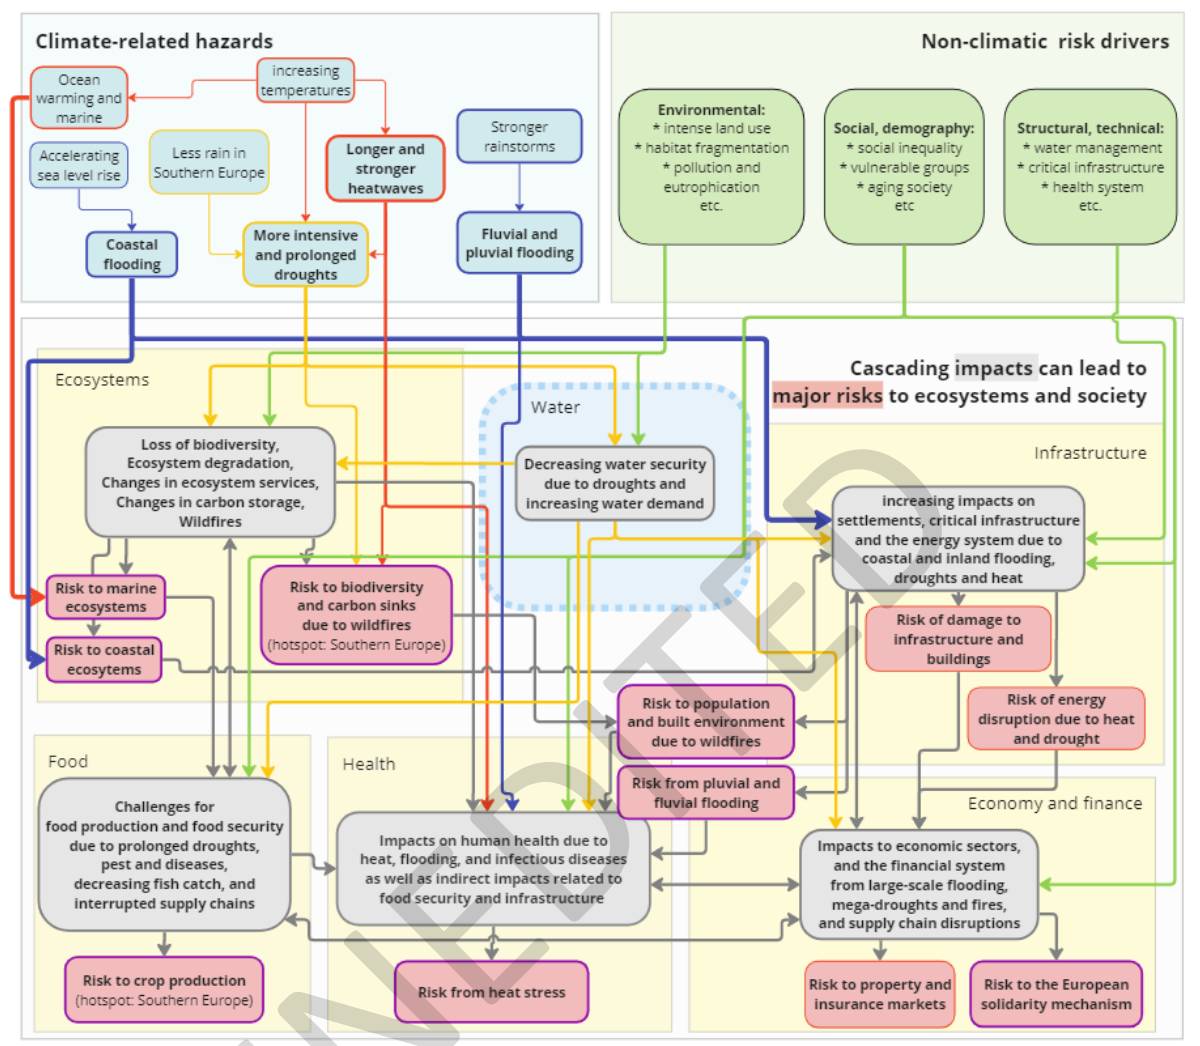 Climate-related hazards
Ocean
warming and
marine
increasing
temperatures
Accelerating
sea level rise
Less rain in
Southern Europe
Longer and
stronger
heatwaves
Stronger
rainstorms
Coastal
flooding
More intensive
and prolonged
droughts
Fluvial and
pluvial flooding
Non-climatic risk drivers
Environmental:
* intense land use
* habitat fragmentation
* pollution and
eutrophication
etc.
Social, demography:
* social inequality
* vulnerable groups
* aging society
etc
Structural, technical:
* water management
* critical infrastructure
* health system
etc.
Cascading impacts can lead to
major risks to ecosystems and society
Ecosystems
Loss of biodiversity,
Ecosystem degradation,
Changes in ecosystem services,
Changes in carbon storage,
Wildfires
Risk to marine
ecosystems
Risk to coastal
ecosytems
Risk to biodiversity
and carbon sinks
due to wildfires
(hotspot: Southern Europe)
Water
Decreasing water security
due to droughts and
increasing water demand
Infrastructure
increasing impacts on
settlements, critical infrastructure
and the energy system due to
coastal and inland flooding,
droughts and heat
Risk of damage to
infrastructure and
buildings
Risk of energy
disruption due to heat
and drought
Risk to population
and built environment
due to wildfires
Risk from pluvial and
fluvial flooding
Food
Challenges for
food production and food security
due to prolonged droughts,
pest and diseases,
decreasing fish catch, and
interrupted supply chains
Risk to crop production
(hotspot: Southern Europe)
Health
Impacts on human health due to
heat, flooding, and infectious diseases
as well as indirect impacts related to
food security and infrastructure
Risk from heat stress
Economy and finance
Impacts to economic sectors,
and the financial system
from large-scale flooding,
mega-droughts and fires,
and supply chain disruptions
Risk to property and
insurance markets
Risk to the European
solidarity mechanism
NEDITED